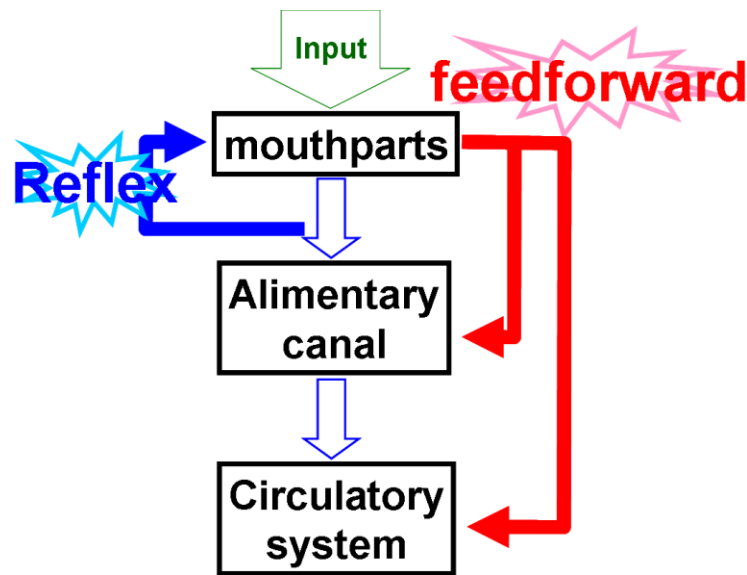 Input
feedforward
mouthparts
Reflex
Alimentary
canal
Circulatory
system